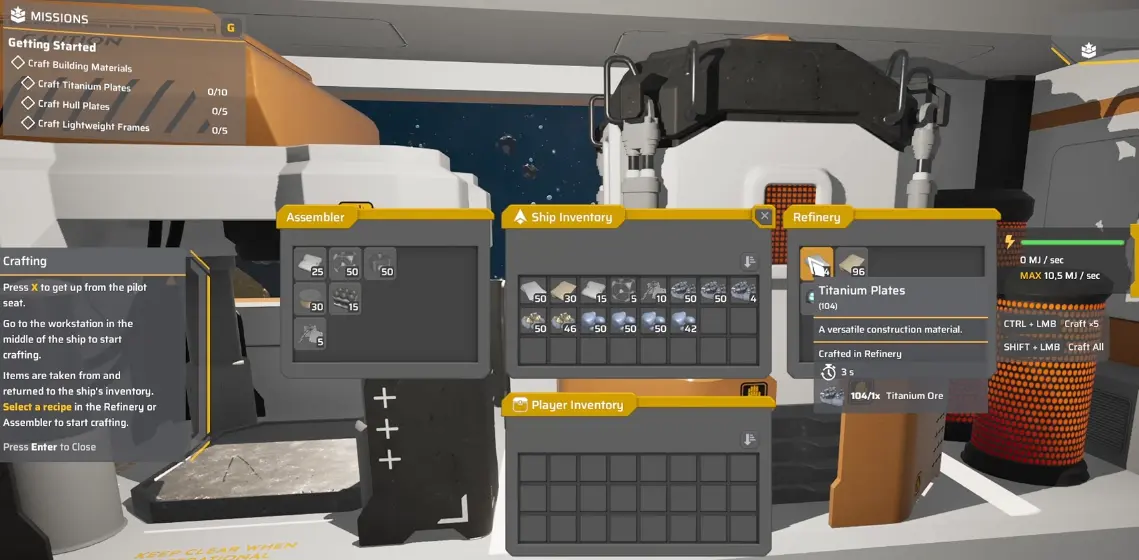 MISSIONS
G
Getting Started
Craft Building Materials
Craft Titanium Plates 0/10
Craft Hull Plates 0/5
Craft Lightweight Frames 0/5
CAUTION
Crafting
Press X to get up from the pilot
seat.
Go to the workstation in the
middle of the ship to start
crafting.
Items are taken from and
returned to the ship's inventory.
Select a recipe in the Refinery or
Assembler to start crafting.
Press Enter to Close
Assembler
25 50 50
30 15
5
Ship Inventory
50 30 15 5 10 50 50 4
50 46 50 50 50 42
Player Inventory
Refinery
4 96
Titanium Plates
(104)
A versatile construction material.
Crafted in Refinery
3 s
104/1x Titanium Ore
0 MJ / sec
MAX 10,5 MJ / sec
CTRL + LMB Craft x5
SHIFT + LMB Craft All
KEEP CLEAR WHEN